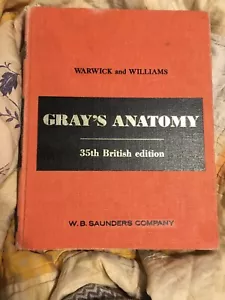 WARWICK and WILLIAMS
GRAY'S ANATOMY
35th British edition
W. B. SAUNDERS COMPANY